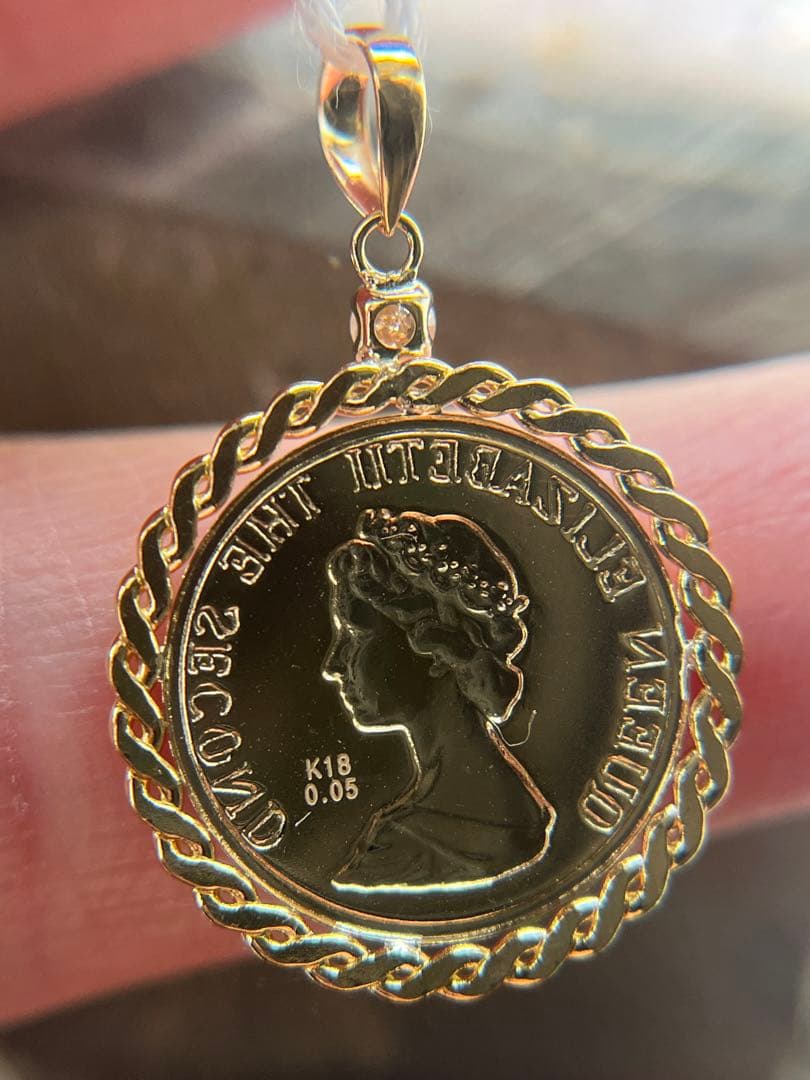 QUEEN ELIZABETH THE SECOND
K18
0.05